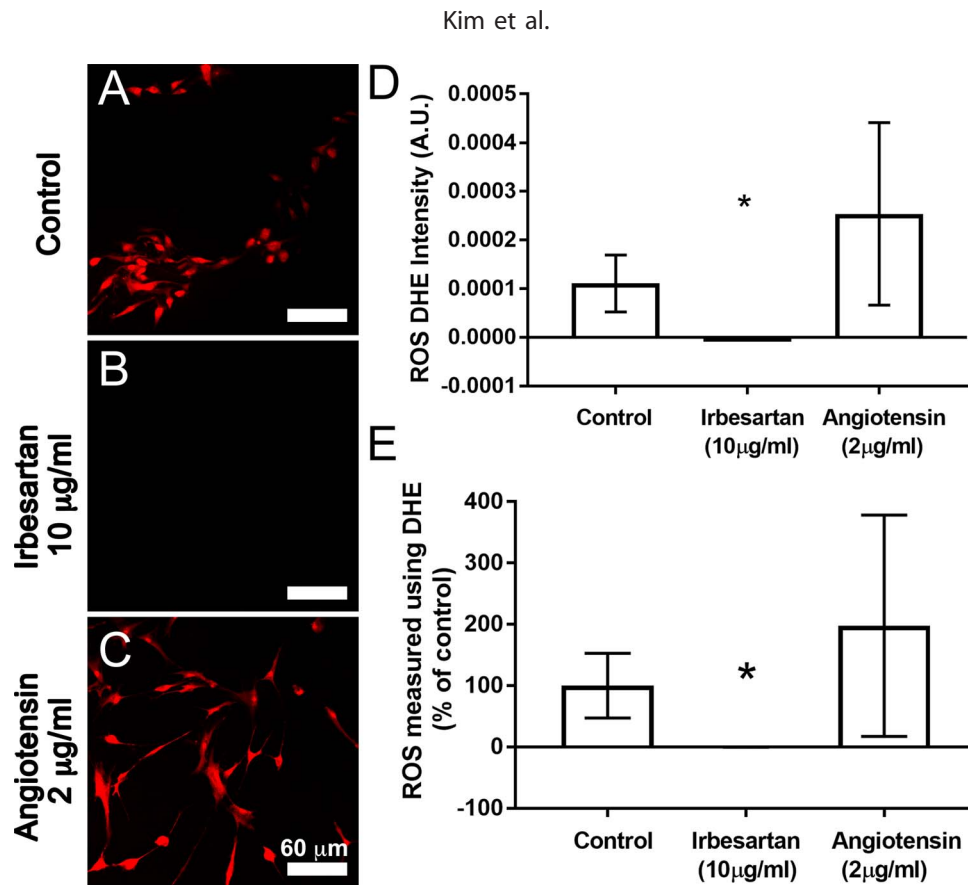 Kim et al.
A
Control
B
Irbesartan
10 µg/ml
C
Angiotensin
2 µg/ml
60 µm
D
ROS DHE Intensity (A.U.)
0.0005
0.0004
0.0003
0.0002
0.0001
0.0000
-0.0001
*
Control
Irbesartan
(10µg/ml)
Angiotensin
(2µg/ml)
E
ROS measured using DHE
(% of control)
400
300
200
100
0
-100
*
Control
Irbesartan
(10µg/ml)
Angiotensin
(2µg/ml)